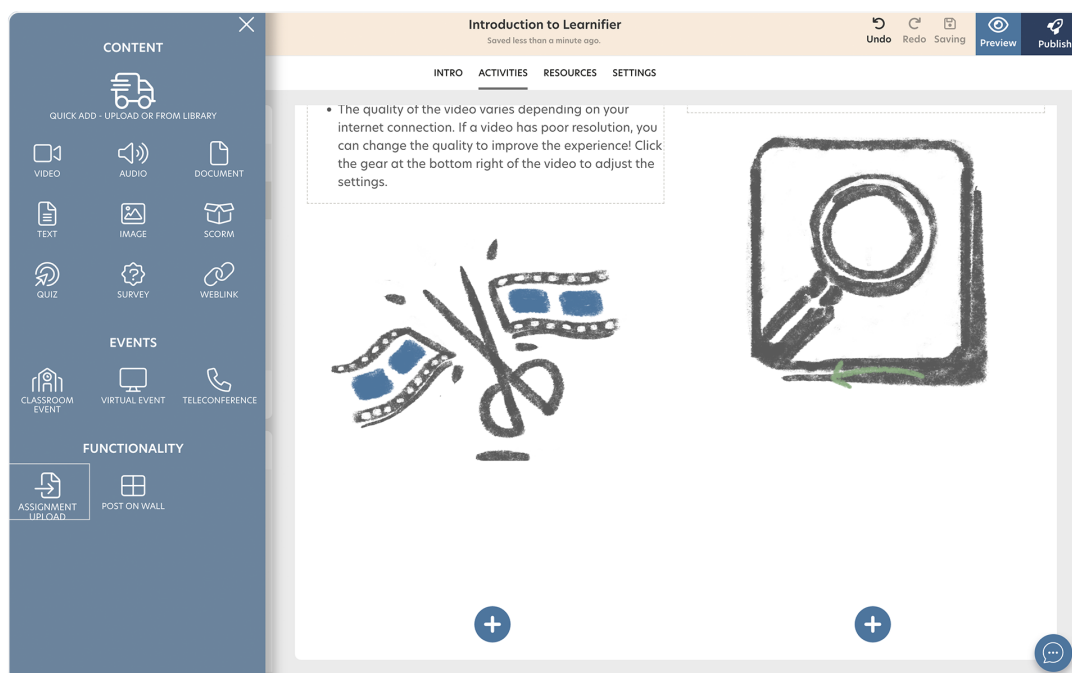 CONTENT
QUICK ADD - UPLOAD OR FROM LIBRARY
VIDEO
AUDIO
DOCUMENT
TEXT
IMAGE
SCORM
QUIZ
SURVEY
WEBLINK
EVENTS
CLASSROOM
EVENT
VIRTUAL EVENT
TELECONFERENCE
FUNCTIONALITY
ASSIGNMENT
UPLOAD
POST ON WALL
Introduction to Learnifier
Saved less than a minute ago.
Undo
Redo
Saving
Preview
Publish
INTRO
ACTIVITIES
RESOURCES
SETTINGS
• The quality of the video varies depending on your
internet connection. If a video has poor resolution, you
can change the quality to improve the experience! Click
the gear at the bottom right of the video to adjust the
settings.